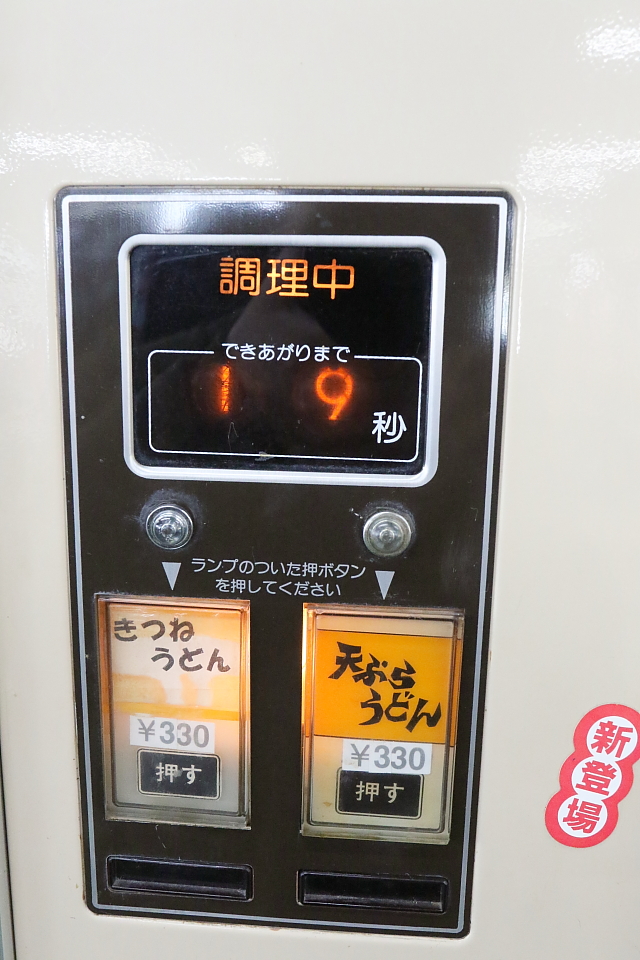 調理中
できあがりまで
19秒
ランプのついた押ボタン
を押してください
きつね
うどん
¥330
押す
天ぷら
うどん
¥330
押す
新登場